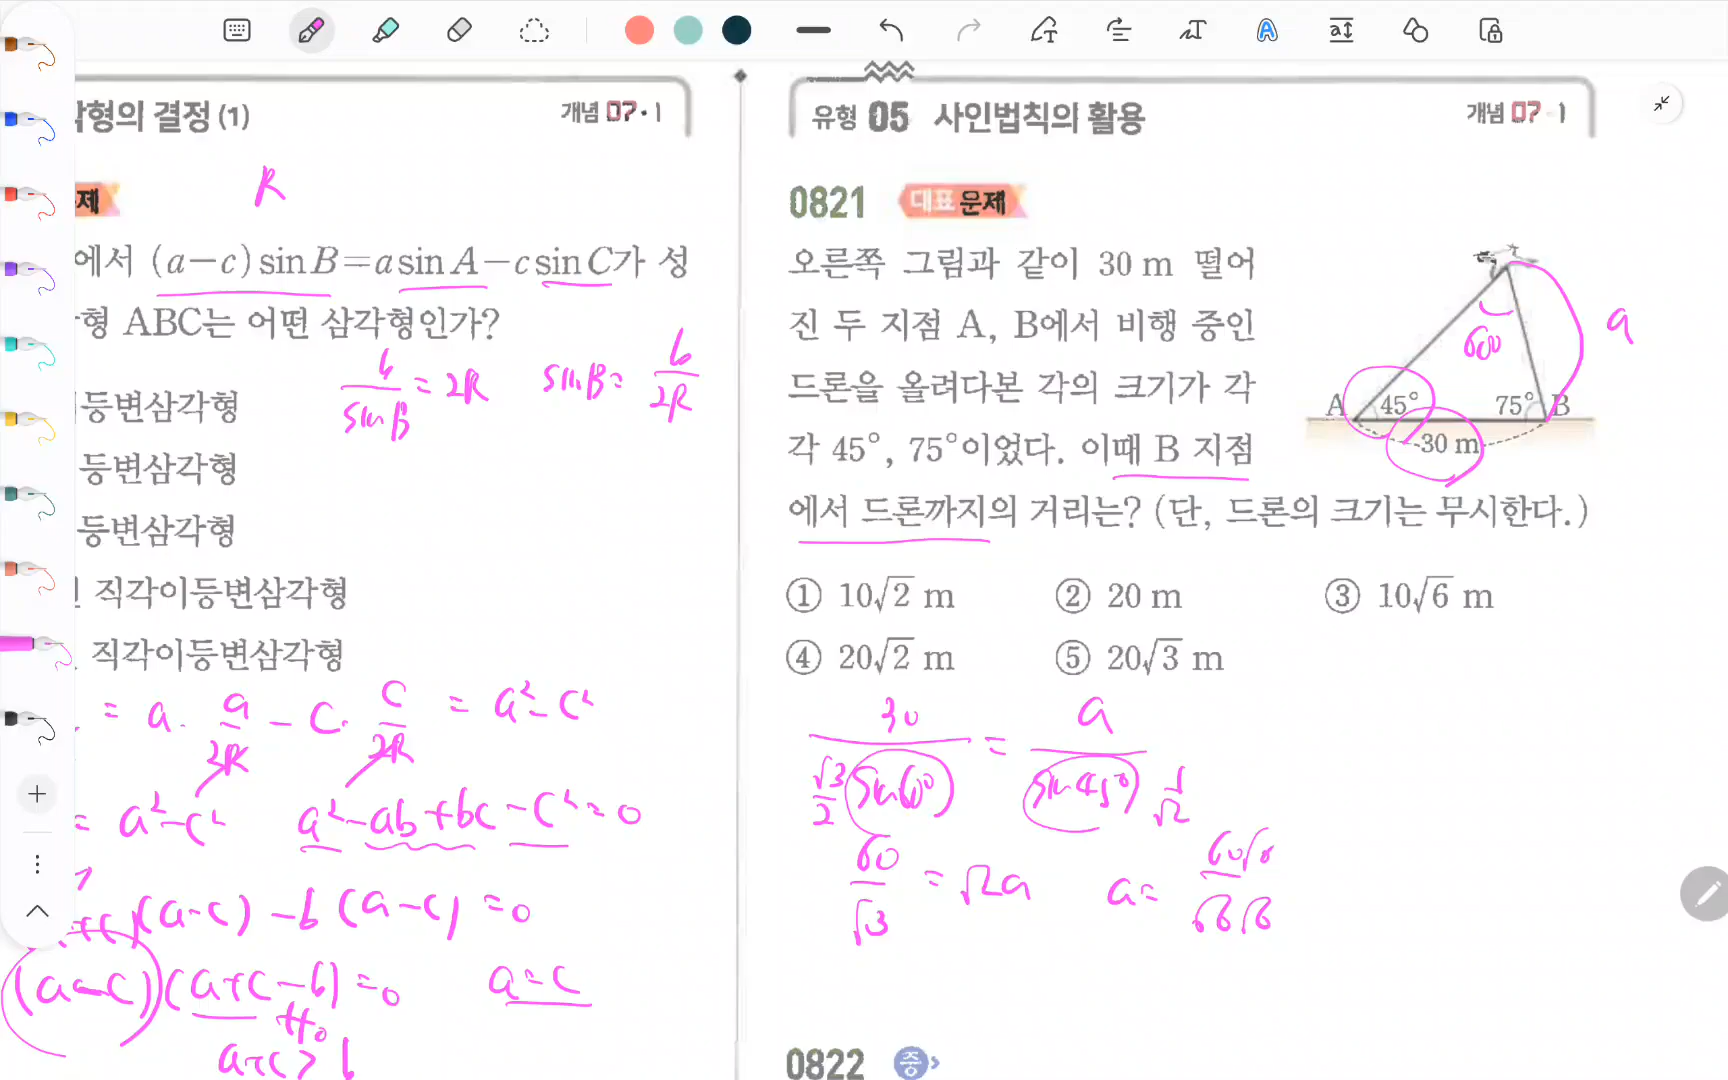 각형의 결정 (1) 개념 07·1
제
R
에서 (a−c) sin B=a sin A−c sin C가 성
형 ABC는 어떤 삼각형인가?
b/sin B = 2R sin B = b/2R
등변삼각형
등변삼각형
등변삼각형
직각이등변삼각형
직각이등변삼각형
= a · a/2R − c · c/2R = a²−c²
= a²−c² a²−ab+bc−c²=0
(a−c) −b(a−c) =0
(a−c)(a+c−b)=0 a=c
a+c > b
유형 05 사인법칙의 활용 개념 07 1
0821 대표 문제
오른쪽 그림과 같이 30 m 떨어
진 두 지점 A, B에서 비행 중인
드론을 올려다본 각의 크기가 각
각 45°, 75°이었다. 이때 B 지점
에서 드론까지의 거리는? (단, 드론의 크기는 무시한다.)
60
a
A 45° 75° B
30 m
① 10√2 m ② 20 m ③ 10√6 m
④ 20√2 m ⑤ 20√3 m
30/sin60° = a/sin45°
√3/2 1/√2
60/√3 = √2a a= 60√6/√6√6
0822 중